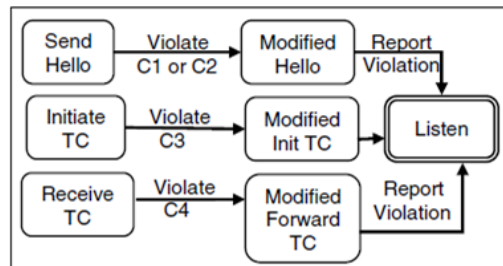 Send
Hello
Violate
C1 or C2
Modified
Hello
Report
Violation
Initiate
TC
Violate
C3
Modified
Init TC
Listen
Receive
TC
Violate
C4
Modified
Forward
TC
Report
Violation